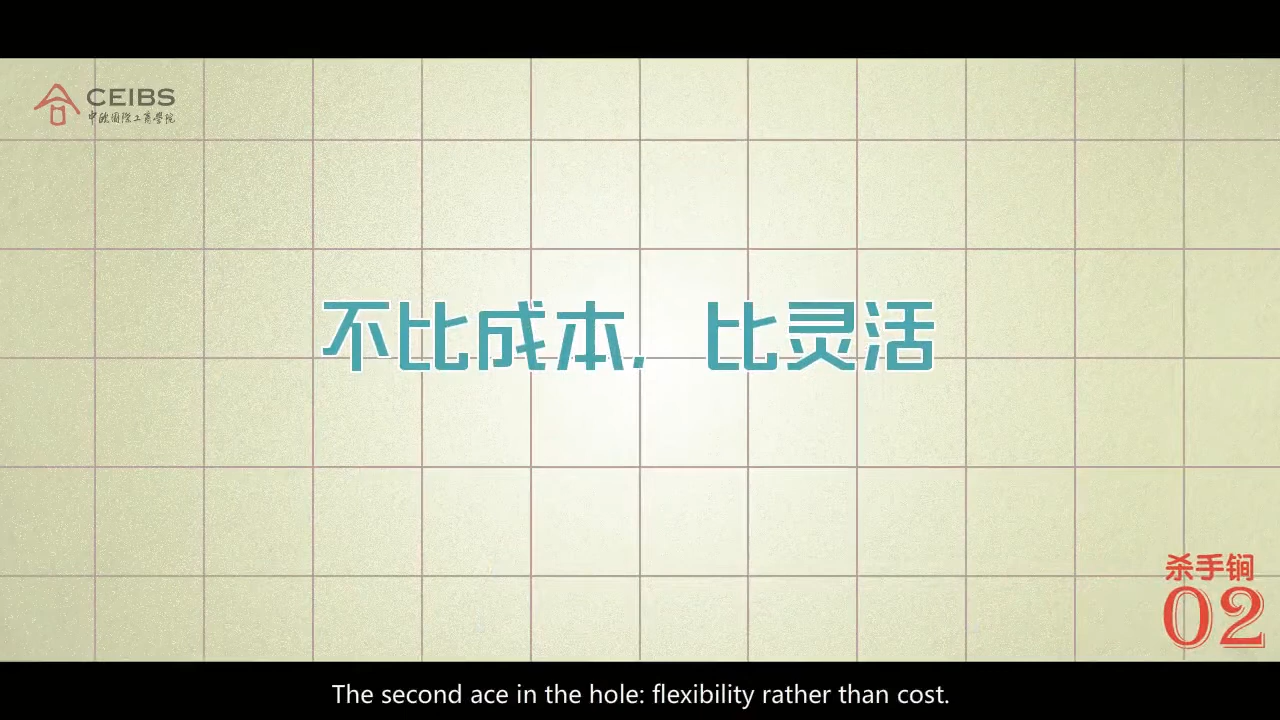 CEIBS
中欧国际工商學院
不比成本，比灵活
杀手锏
02
The second ace in the hole: flexibility rather than cost.